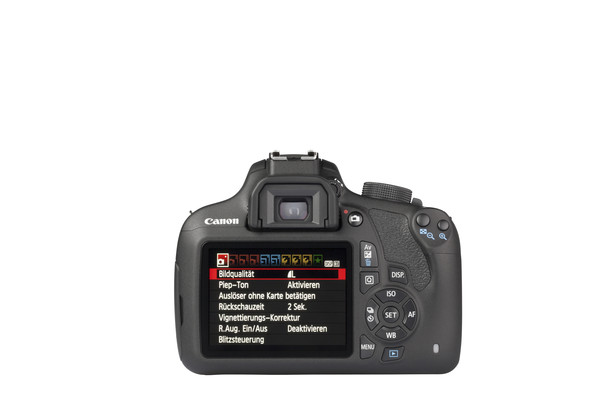 Canon
Av
DISP.
Q
Bildqualität L
Piep-Ton Aktivieren
Auslöser ohne Karte betätigen
Rückschauzeit 2 Sek.
Vignettierungs-Korrektur
R.Aug. Ein/Aus Deaktivieren
Blitzsteuerung
ISO
SET AF
WB
MENU